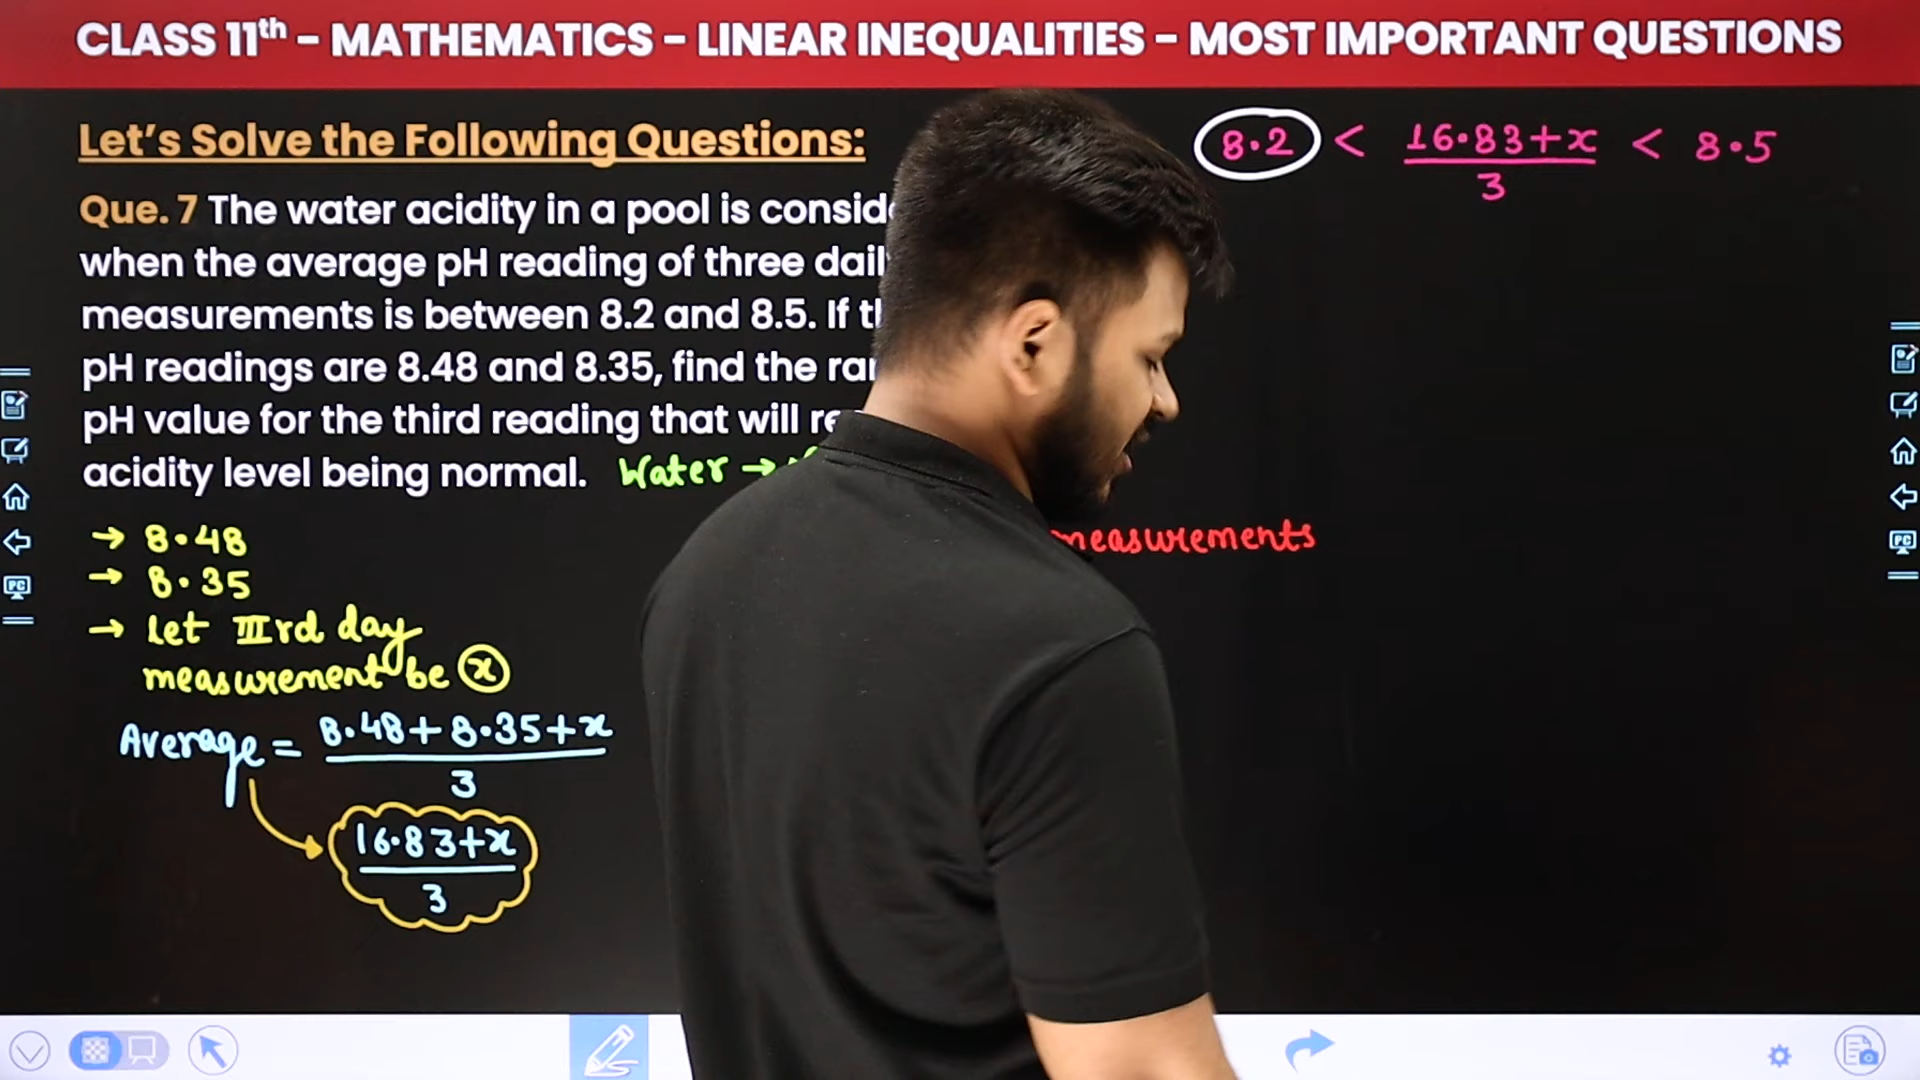 CLASS 11th - MATHEMATICS - LINEAR INEQUALITIES - MOST IMPORTANT QUESTIONS
Let's Solve the Following Questions:
Que. 7 The water acidity in a pool is
when the average pH reading of three
measurements is between 8.2 and 8.5. If
pH readings are 8.48 and 8.35, find the
pH value for the third reading that will
acidity level being normal. Water →
→ 8.48
→ 8.35
→ Let IIIrd day
measurement be x
Average = 8.48+8.35+x
3
16.83+x
3
8.2 < 16.83+x < 8.5
3
measurements
PC
PC